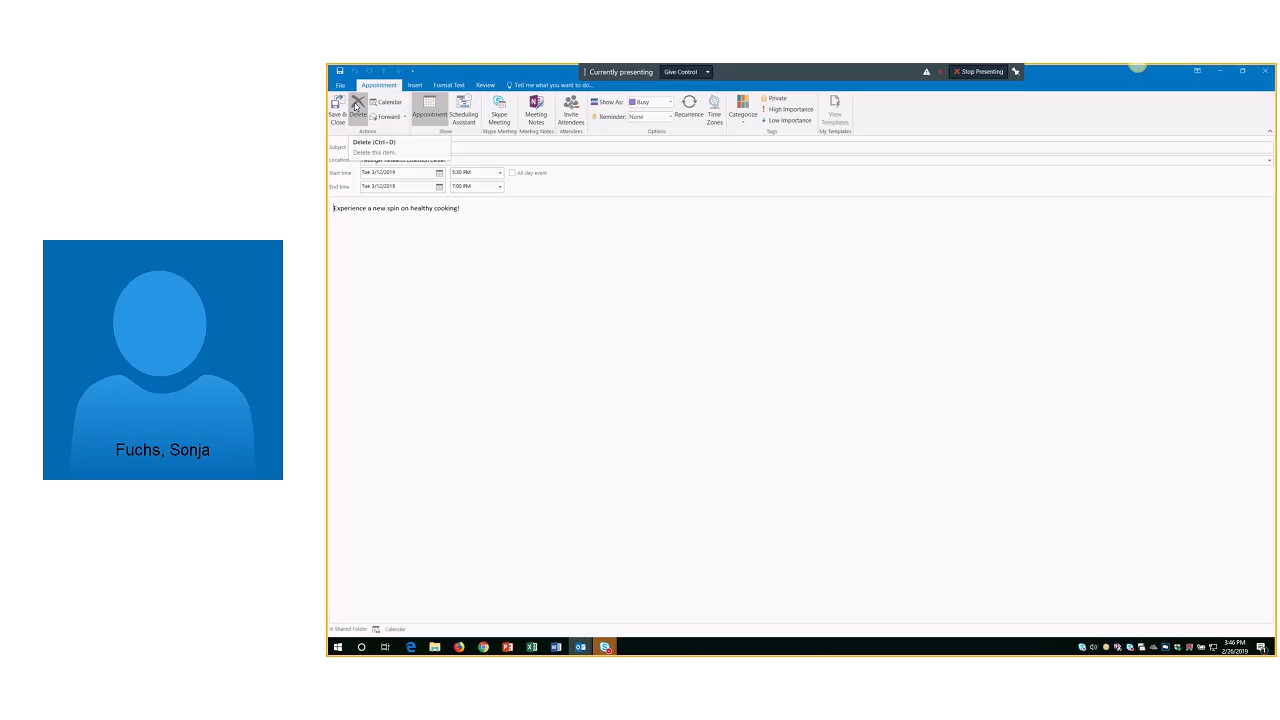 Currently presenting Give Control Stop Presenting
File Appointment Insert Format Text Review Tell me what you want to do...
Save & Close
Delete
Calendar
Forward
Actions
Appointment
Scheduling Assistant
Show
Skype Meeting
Skype Meeting
Meeting Notes
Meeting Notes
Invite Attendees
Attendees
Show As: Busy
Reminder: None
Recurrence
Time Zones
Options
Categorize
Private
High Importance
Low Importance
Tags
View Templates
My Templates
Delete (Ctrl+D)
Delete this item.
Subject
Location
Research Extension Center
Start time Tue 3/12/2019 5:30 PM All day event
End time Tue 3/12/2019 7:00 PM
Experience a new spin on healthy cooking!
Fuchs, Sonja
In Shared Folder Calendar
3:46 PM
2/26/2019